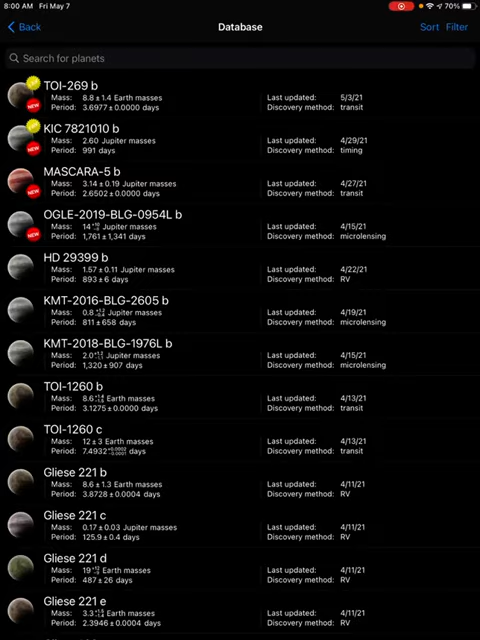 8:00 AM Fri May 7 70%
Back Database Sort Filter
Search for planets
TOI-269 b
Mass: 8.8 ± 1.4 Earth masses Last updated: 5/3/21
NEW Period: 3.6977 ± 0.0000 days Discovery method: transit
KIC 7821010 b
Mass: 2.60 Jupiter masses Last updated: 4/29/21
NEW Period: 991 days Discovery method: timing
MASCARA-5 b
Mass: 3.14 ± 0.19 Jupiter masses Last updated: 4/27/21
NEW Period: 2.6502 ± 0.0000 days Discovery method: transit
OGLE-2019-BLG-0954L b
Mass: 14 Jupiter masses Last updated: 4/15/21
NEW Period: 1,761 ± 1,341 days Discovery method: microlensing
HD 29399 b
Mass: 1.57 ± 0.11 Jupiter masses Last updated: 4/22/21
Period: 893 ± 6 days Discovery method: RV
KMT-2016-BLG-2605 b
Mass: 0.8 Jupiter masses Last updated: 4/19/21
Period: 811 ± 658 days Discovery method: microlensing
KMT-2018-BLG-1976L b
Mass: 2.0 Jupiter masses Last updated: 4/15/21
Period: 1,320 ± 907 days Discovery method: microlensing
TOI-1260 b
Mass: 8.6 Earth masses Last updated: 4/13/21
Period: 3.1275 ± 0.0000 days Discovery method: transit
TOI-1260 c
Mass: 12 ± 3 Earth masses Last updated: 4/13/21
Period: 7.4932 days Discovery method: transit
Gliese 221 b
Mass: 8.6 ± 1.3 Earth masses Last updated: 4/11/21
Period: 3.8728 ± 0.0004 days Discovery method: RV
Gliese 221 c
Mass: 0.17 ± 0.03 Jupiter masses Last updated: 4/11/21
Period: 125.9 ± 0.4 days Discovery method: RV
Gliese 221 d
Mass: 19 Earth masses Last updated: 4/11/21
Period: 487 ± 26 days Discovery method: RV
Gliese 221 e
Mass: 3.3 Earth masses Last updated: 4/11/21
Period: 2.3946 ± 0.0004 days Discovery method: RV